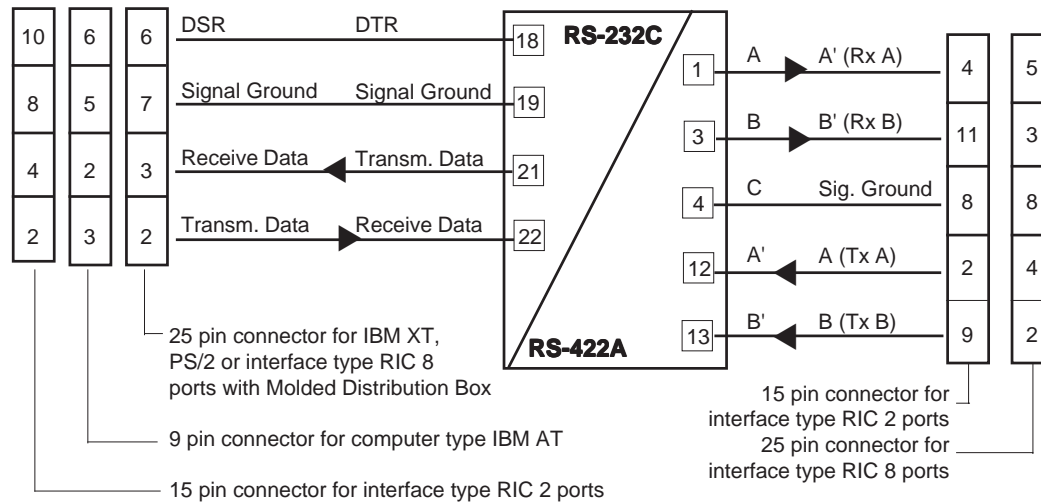 10 6 6 DSR DTR 18 RS-232C
1 A A' (Rx A) 4 5
8 5 7 Signal Ground Signal Ground 19
3 B B' (Rx B) 11 3
4 2 3 Receive Data Transm. Data 21
4 C Sig. Ground 8 8
2 3 2 Transm. Data Receive Data 22
12 A' A (Tx A) 2 4
RS-422A 13 B' B (Tx B) 9 2
25 pin connector for IBM XT,
PS/2 or interface type RIC 8
ports with Molded Distribution Box
9 pin connector for computer type IBM AT
15 pin connector for interface type RIC 2 ports
15 pin connector for
interface type RIC 2 ports
25 pin connector for
interface type RIC 8 ports